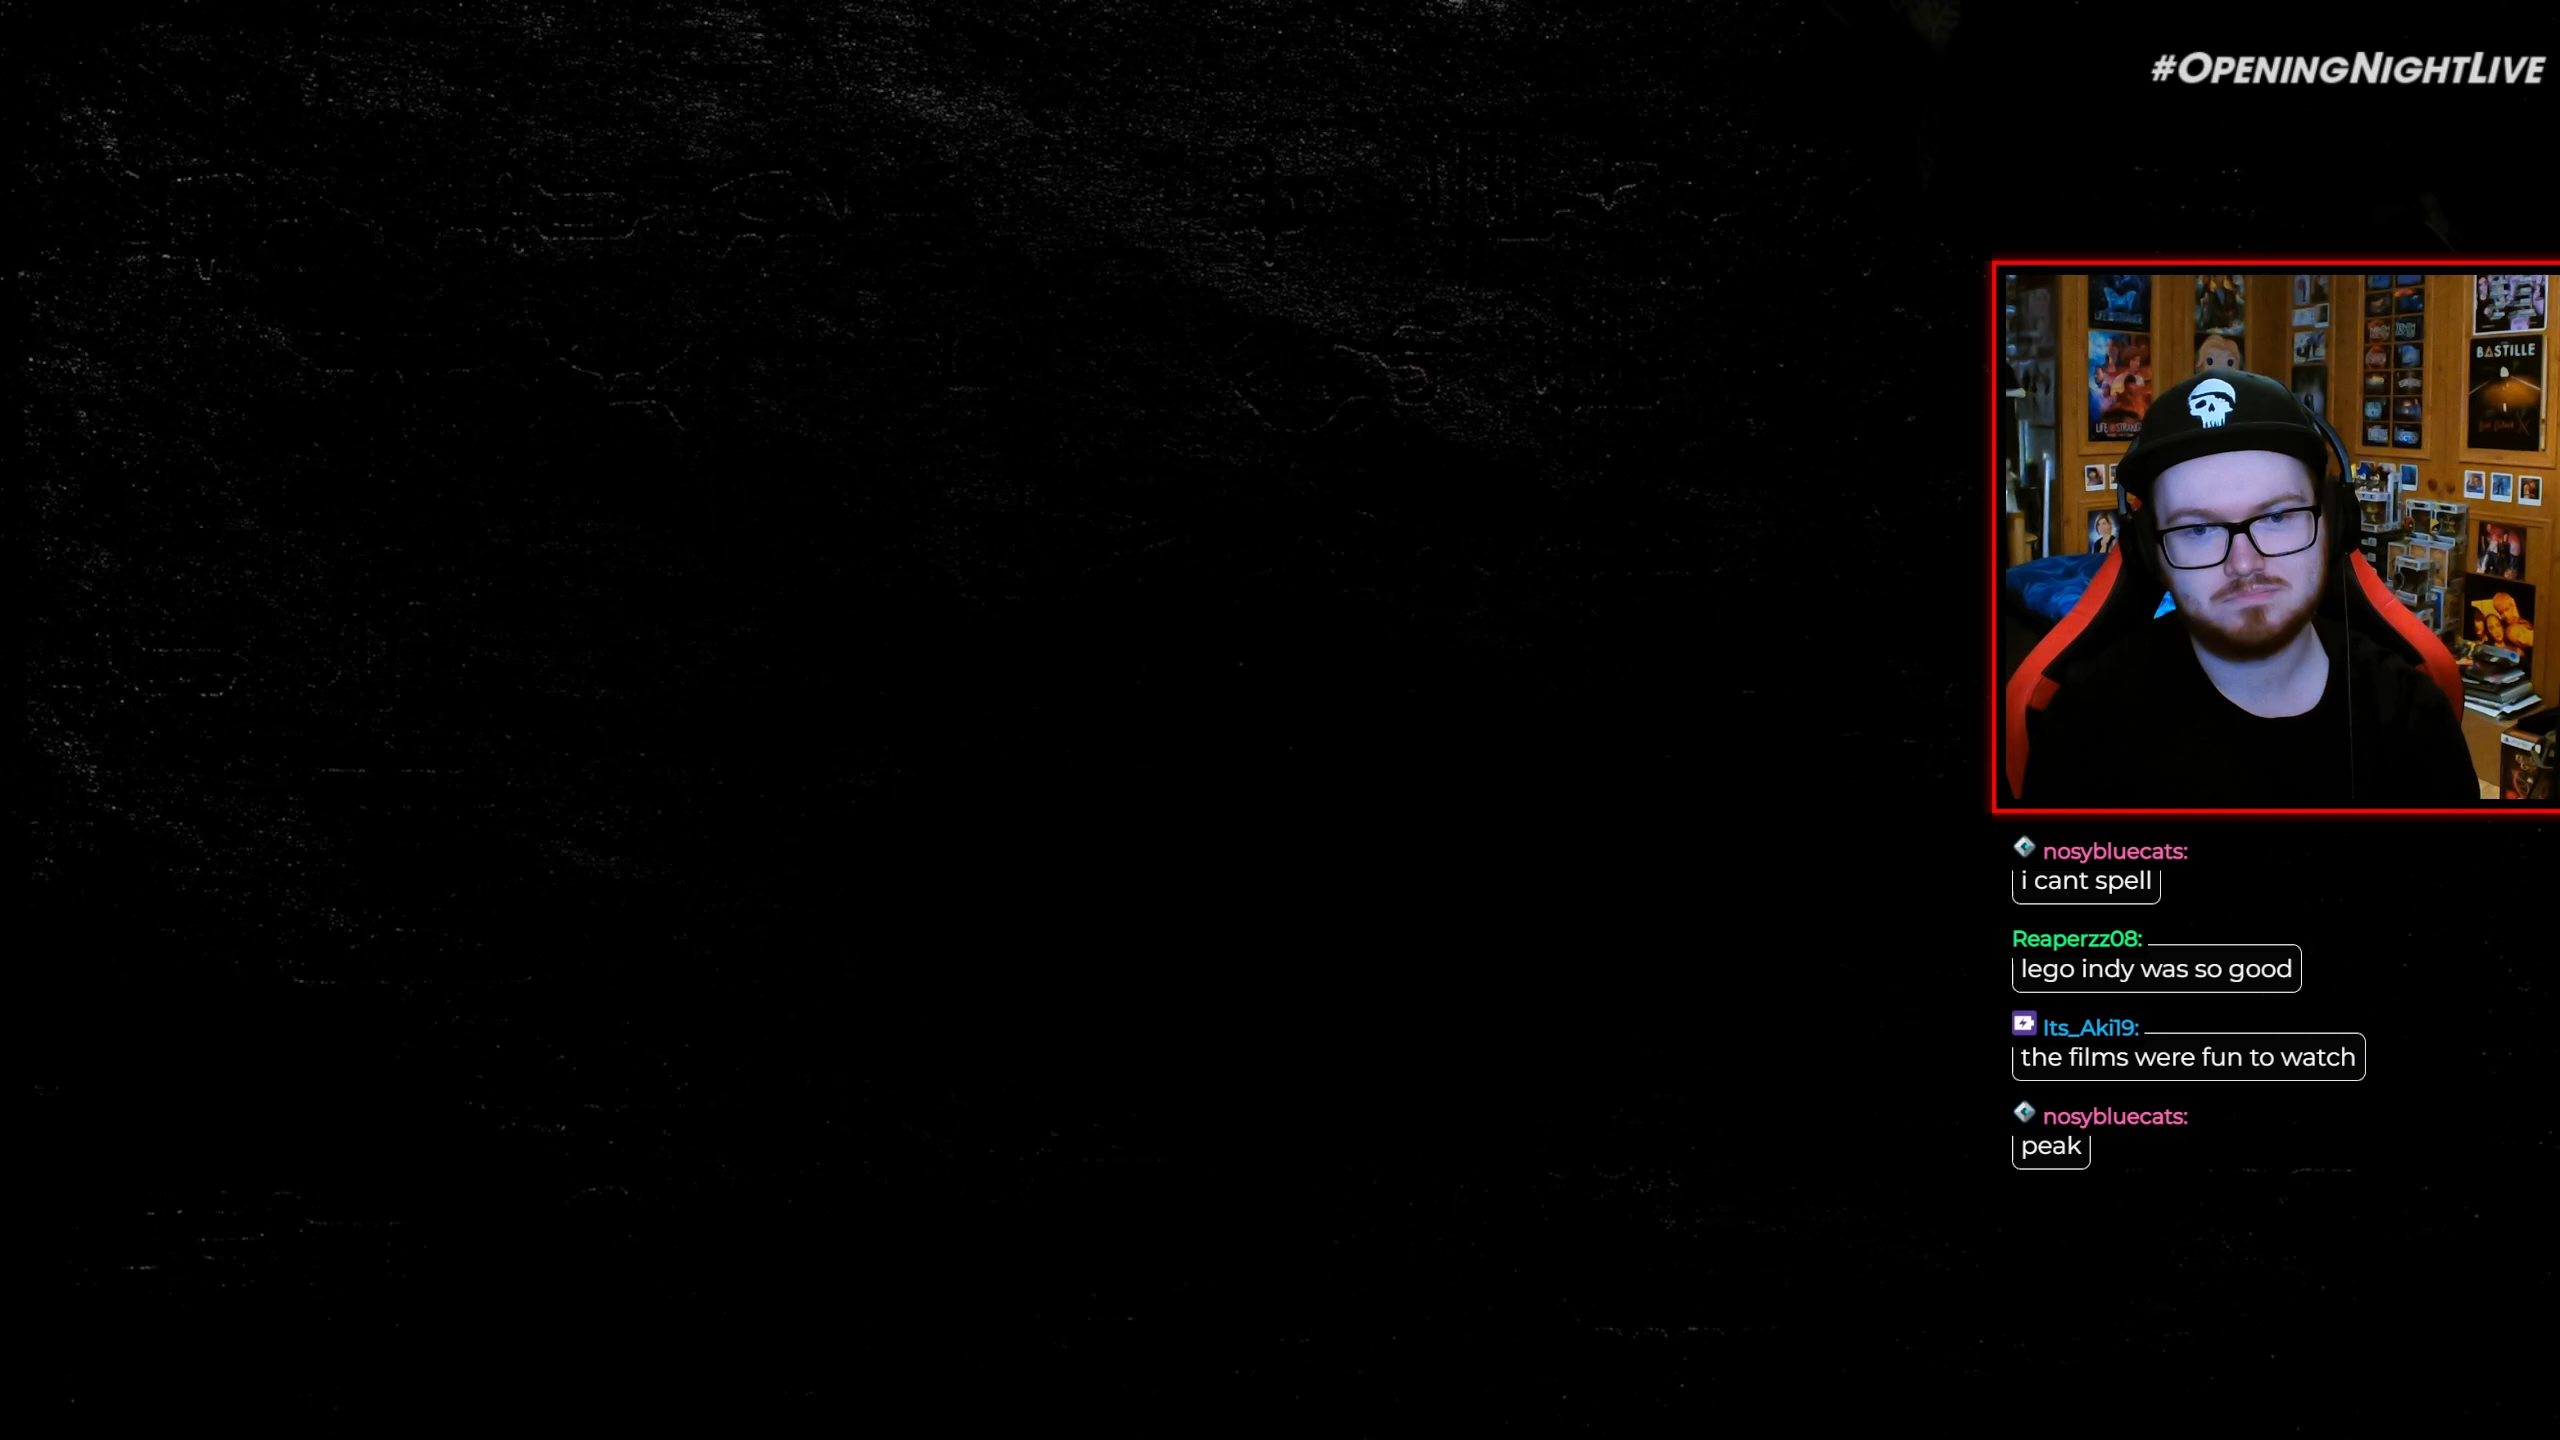 #OPENINGNIGHTLIVE
BASTILLE
nosybluecats:
i cant spell
Reaperzz08:
lego indy was so good
Its_Aki19:
the films were fun to watch
nosybluecats:
peak